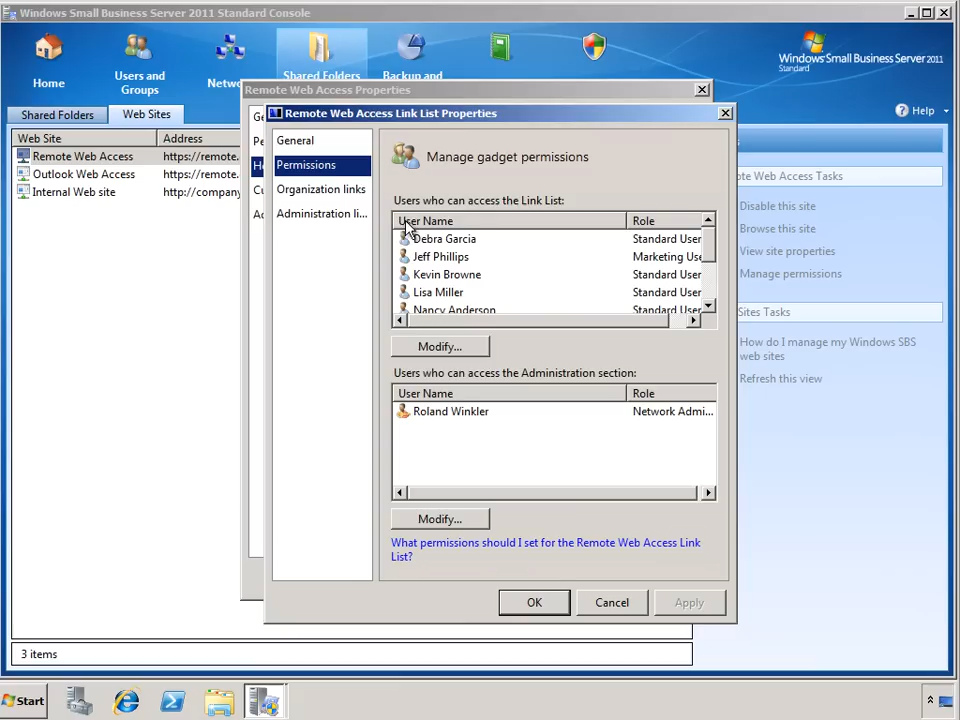 Windows Small Business Server 2011 Standard Console
Home
Users and
Groups
Netw
Shared Folders
Backup and
Windows Small Business Server 2011
Standard
Remote Web Access Properties
Shared Folders
Web Sites
Remote Web Access Link List Properties
Help
Web Site
Address
Remote Web Access
https://remote.
Outlook Web Access
https://remote.
Internal Web site
http://company
Ge
Pe
Ho
Cu
Ad
General
Permissions
Organization links
Administration li...
Manage gadget permissions
Users who can access the Link List:
User Name
Role
Debra Garcia
Standard User
Jeff Phillips
Marketing Use
Kevin Browne
Standard User
Lisa Miller
Standard User
Nancy Anderson
Standard User
Modify...
Users who can access the Administration section:
User Name
Role
Roland Winkler
Network Admi...
Modify...
What permissions should I set for the Remote Web Access Link
List?
OK
Cancel
Apply
s
ote Web Access Tasks
Disable this site
Browse this site
View site properties
Manage permissions
Sites Tasks
How do I manage my Windows SBS
web sites
Refresh this view
3 items
Start